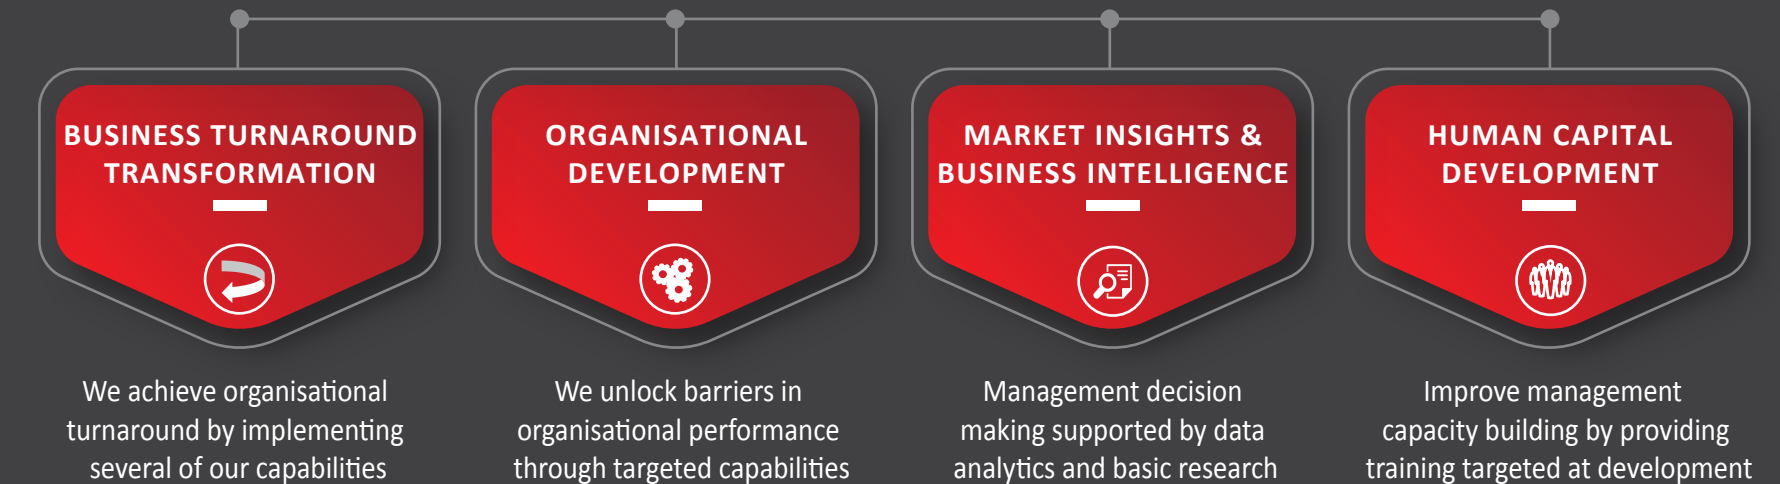 BUSINESS TURNAROUND
TRANSFORMATION
We achieve organisational
turnaround by implementing
several of our capabilities
ORGANISATIONAL
DEVELOPMENT
We unlock barriers in
organisational performance
through targeted capabilities
MARKET INSIGHTS &
BUSINESS INTELLIGENCE
Management decision
making supported by data
analytics and basic research
HUMAN CAPITAL
DEVELOPMENT
Improve management
capacity building by providing
training targeted at development